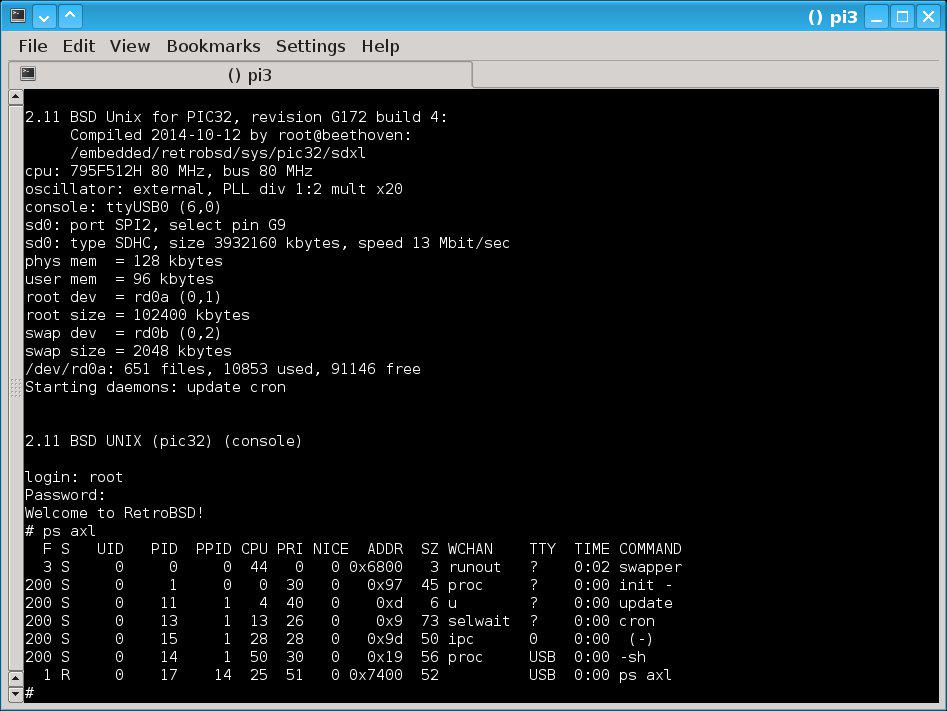 () pi3
File Edit View Bookmarks Settings Help
() pi3
2.11 BSD Unix for PIC32, revision G172 build 4:
     Compiled 2014-10-12 by root@beethoven:
     /embedded/retrobsd/sys/pic32/sdxl
cpu: 795F512H 80 MHz, bus 80 MHz
oscillator: external, PLL div 1:2 mult x20
console: ttyUSB0 (6,0)
sd0: port SPI2, select pin G9
sd0: type SDHC, size 3932160 kbytes, speed 13 Mbit/sec
phys mem  = 128 kbytes
user mem  = 96 kbytes
root dev  = rd0a (0,1)
root size = 102400 kbytes
swap dev  = rd0b (0,2)
swap size = 2048 kbytes
/dev/rd0a: 651 files, 10853 used, 91146 free
Starting daemons: update cron
2.11 BSD UNIX (pic32) (console)
login: root
Password:
Welcome to RetroBSD!
# ps axl
  F S   UID   PID  PPID CPU PRI NICE  ADDR  SZ WCHAN    TTY  TIME COMMAND
  3 S     0     0     0  44   0   0 0x6800   3 runout   ?    0:02 swapper
200 S     0     1     0   0  30   0   0x97  45 proc     ?    0:00 init -
200 S     0    11     1   4  40   0    0xd   6 u        ?    0:00 update
200 S     0    13     1  13  26   0    0x9  73 selwait  ?    0:00 cron
200 S     0    15     1  28  28   0   0x9d  50 ipc      0    0:00  (-)
200 S     0    14     1  50  30   0   0x19  56 proc     USB  0:00 -sh
  1 R     0    17    14  25  51   0 0x7400  52          USB  0:00 ps axl
#